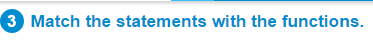 3 Match the statements with the functions.